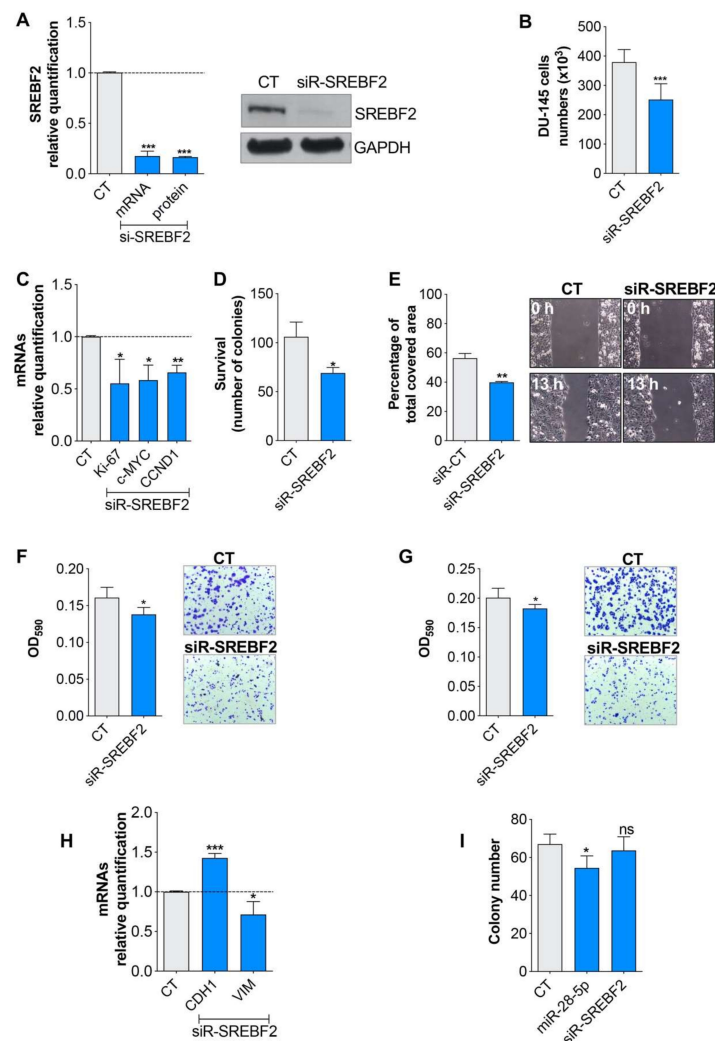 A
SREBF2
relative quantification
1.5
1.0
0.5
0.0
***
***
CT
mRNA
protein
si-SREBF2
CT siR-SREBF2
SREBF2
GAPDH
B
DU-145 cells
numbers (x10³)
500
400
300
200
100
0
***
CT
siR-SREBF2
C
mRNAs
relative quantification
1.5
1.0
0.5
0.0
*
*
**
CT
Ki-67
c-MYC
CCND1
siR-SREBF2
D
Survival
(number of colonies)
150
100
50
0
*
CT
siR-SREBF2
E
Percentage of
total covered area
100
80
60
40
20
0
**
siR-CT
siR-SREBF2
CT siR-SREBF2
0 h 0 h
13 h 13 h
F
OD590
0.20
0.15
0.10
0.05
0.00
*
CT
siR-SREBF2
CT
siR-SREBF2
G
OD590
0.25
0.20
0.15
0.10
0.05
0.00
*
CT
siR-SREBF2
CT
siR-SREBF2
H
mRNAs
relative quantification
2.0
1.5
1.0
0.5
0.0
***
*
CT
CDH1
VIM
siR-SREBF2
I
Colony number
80
60
40
20
0
*
ns
CT
miR-28-5p
siR-SREBF2